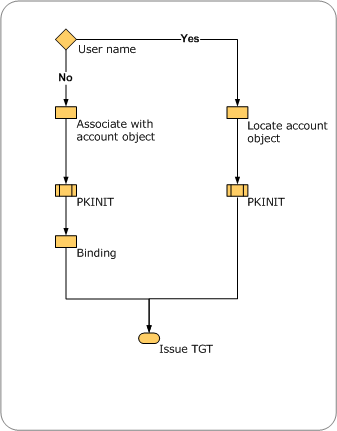 User name
Yes
No
Associate with
account object
Locate account
object
PKINIT
PKINIT
Binding
Issue TGT